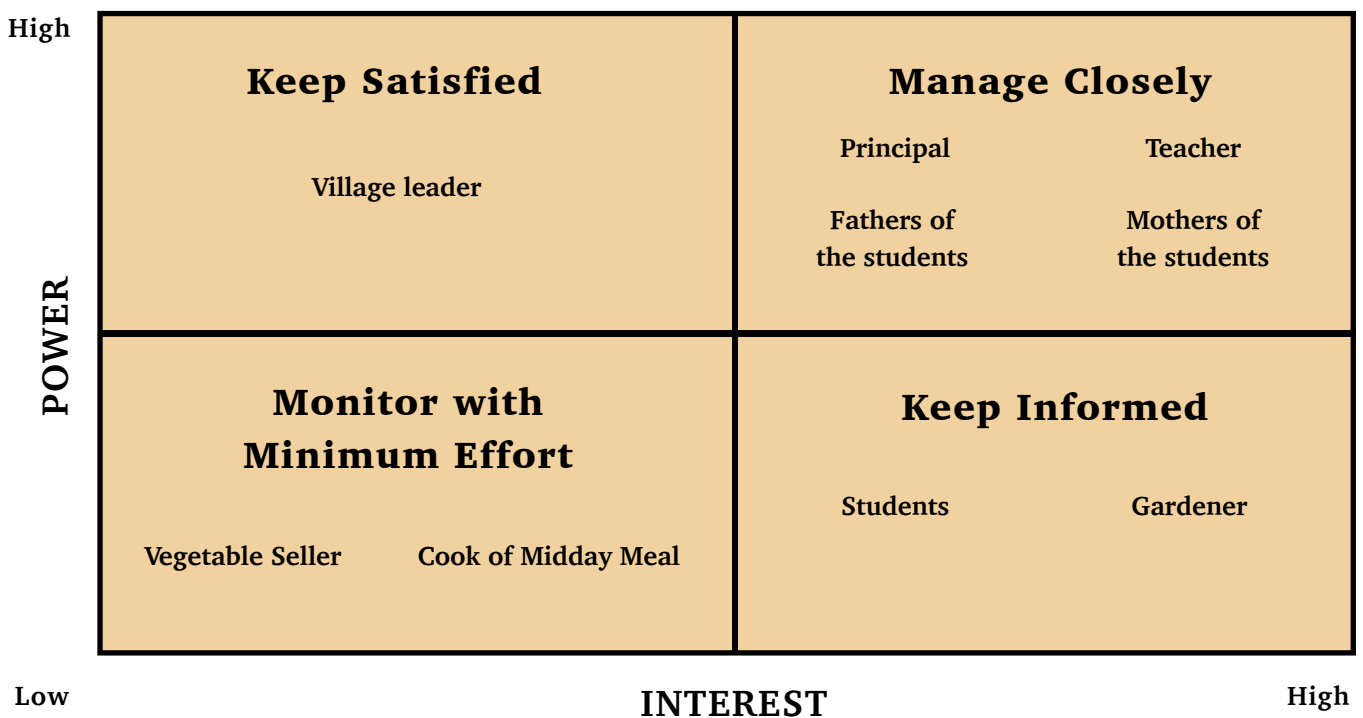 High
Keep Satisfied
Village leader
Manage Closely
Principal
Teacher
Fathers of
the students
Mothers of
the students
POWER
Monitor with
Minimum Effort
Vegetable Seller
Cook of Midday Meal
Keep Informed
Students
Gardener
Low
INTEREST
High